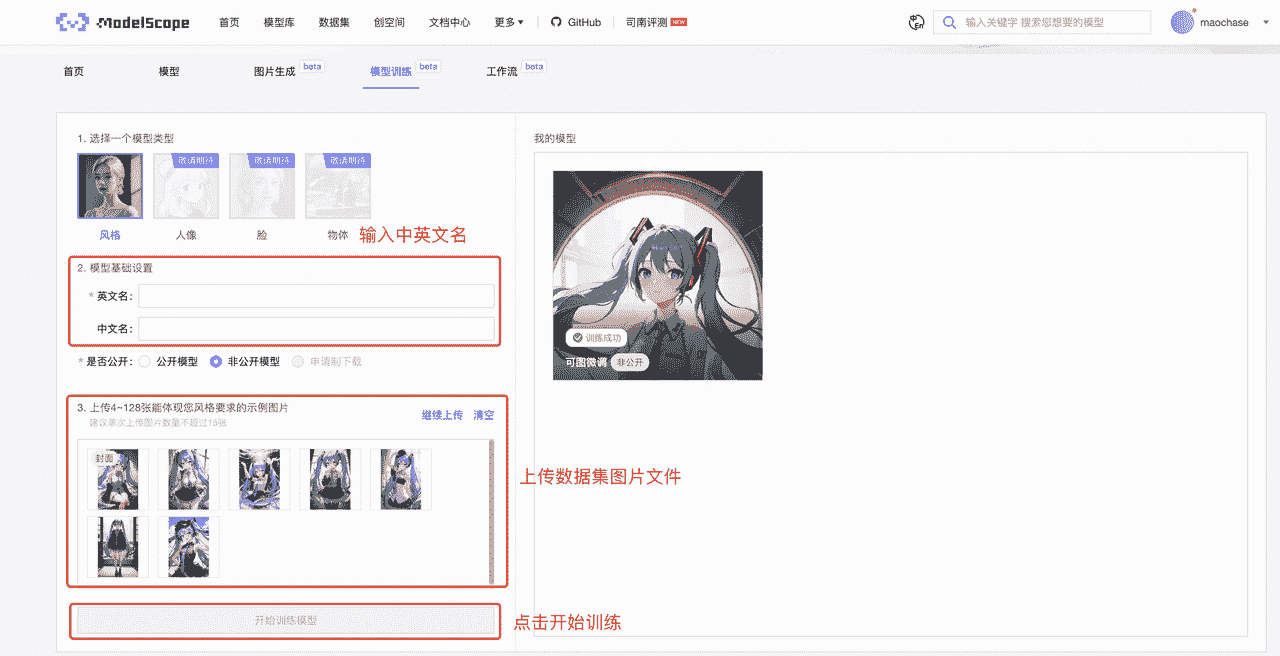 ModelScope 首页 模型库 数据集 创空间 文档中心 更多 GitHub 司南评测 NEW 输入关键字 搜索您想要的模型 maochase
首页 模型 图片生成 beta 模型训练 beta 工作流 beta
1. 选择一个模型类型
敬请期待 敬请期待 敬请期待
风格 人像 脸 物体 输入中英文名
2. 模型基础设置
* 英文名:
中文名:
* 是否公开: 公开模型 非公开模型 申请制下载
3. 上传4~128张能体现您风格要求的示例图片 继续上传 清空
建议单次上传图片数量不超过15张
封面
上传数据集图片文件
开始训练模型 点击开始训练
我的模型
训练成功
可图微调 非公开